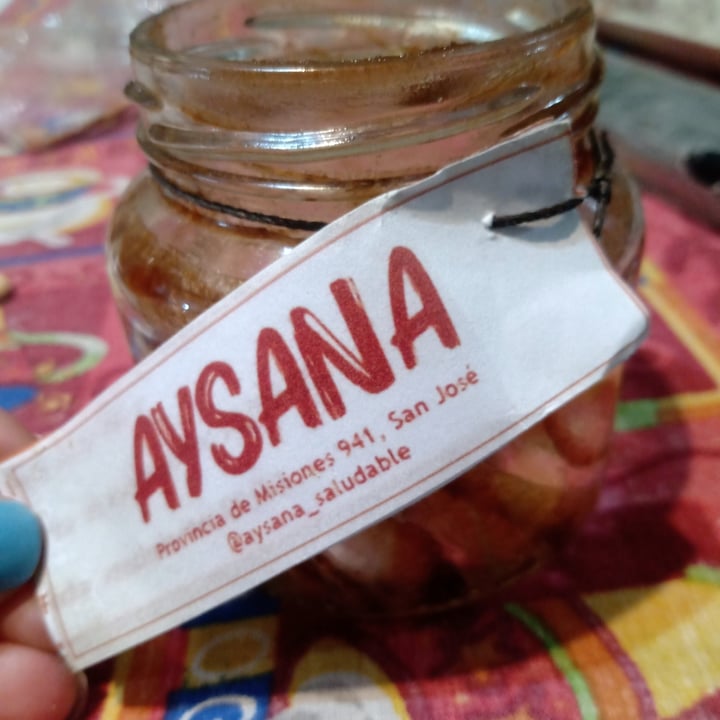 AYSANA
Provincia de Misiones 941, San José
@aysana_saludable